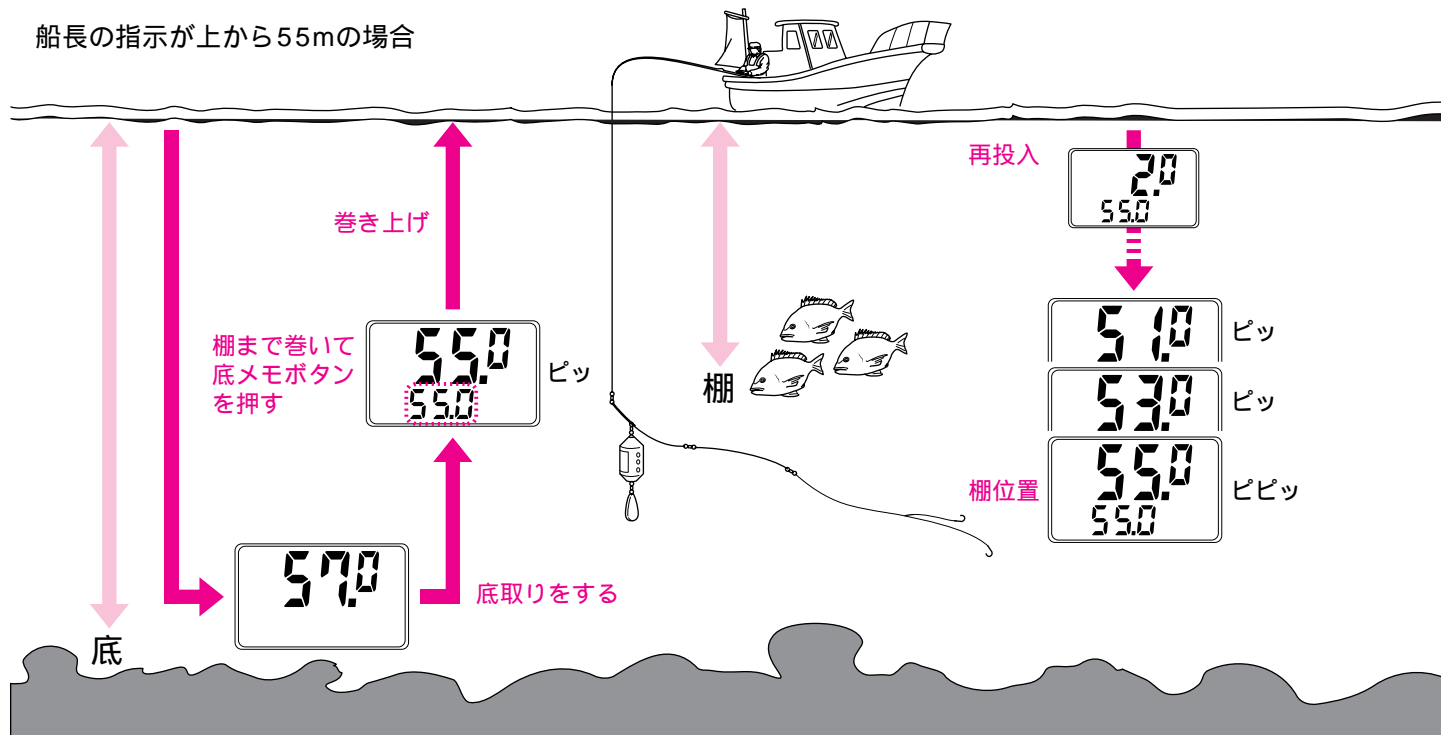 船長の指示が上から55mの場合
再投入
2.0
55.0
巻き上げ
棚まで巻いて
底メモボタン
を押す
55.0
55.0
ピッ
棚
51.0
ピッ
53.0
ピッ
棚位置
55.0
55.0
ピピッ
57.0
底取りをする
底